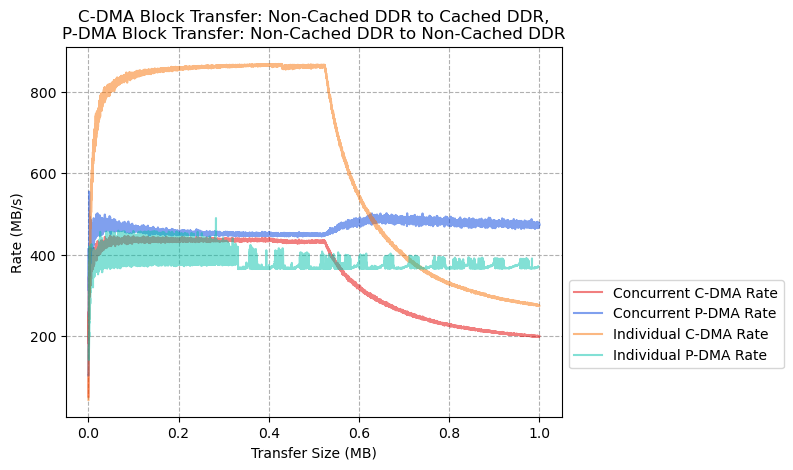 C-DMA Block Transfer: Non-Cached DDR to Cached DDR,
P-DMA Block Transfer: Non-Cached DDR to Non-Cached DDR
Rate (MB/s)
800
600
400
200
0.0
0.2
0.4
0.6
0.8
1.0
Transfer Size (MB)
Concurrent C-DMA Rate
Concurrent P-DMA Rate
Individual C-DMA Rate
Individual P-DMA Rate